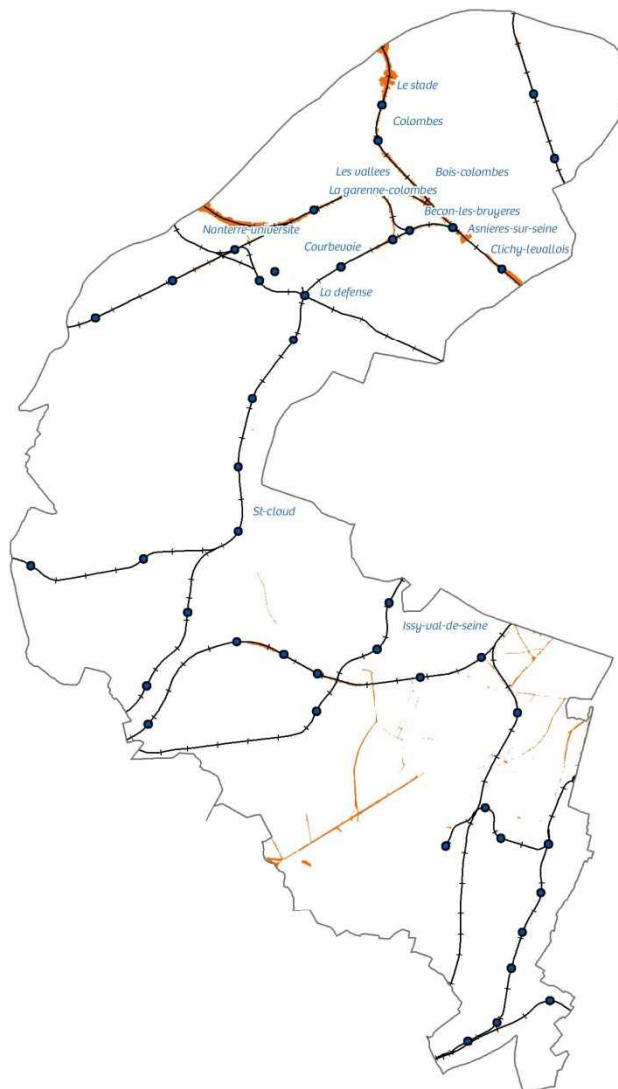 Le stade
Colombes
Les vallees
Bois-colombes
La garenne-colombes
Becon-les-bruyeres
Nanterre-universite
Asnieres-sur-seine
Courbevoie
Clichy-levallois
La defense
St-cloud
Issy-val-de-seine